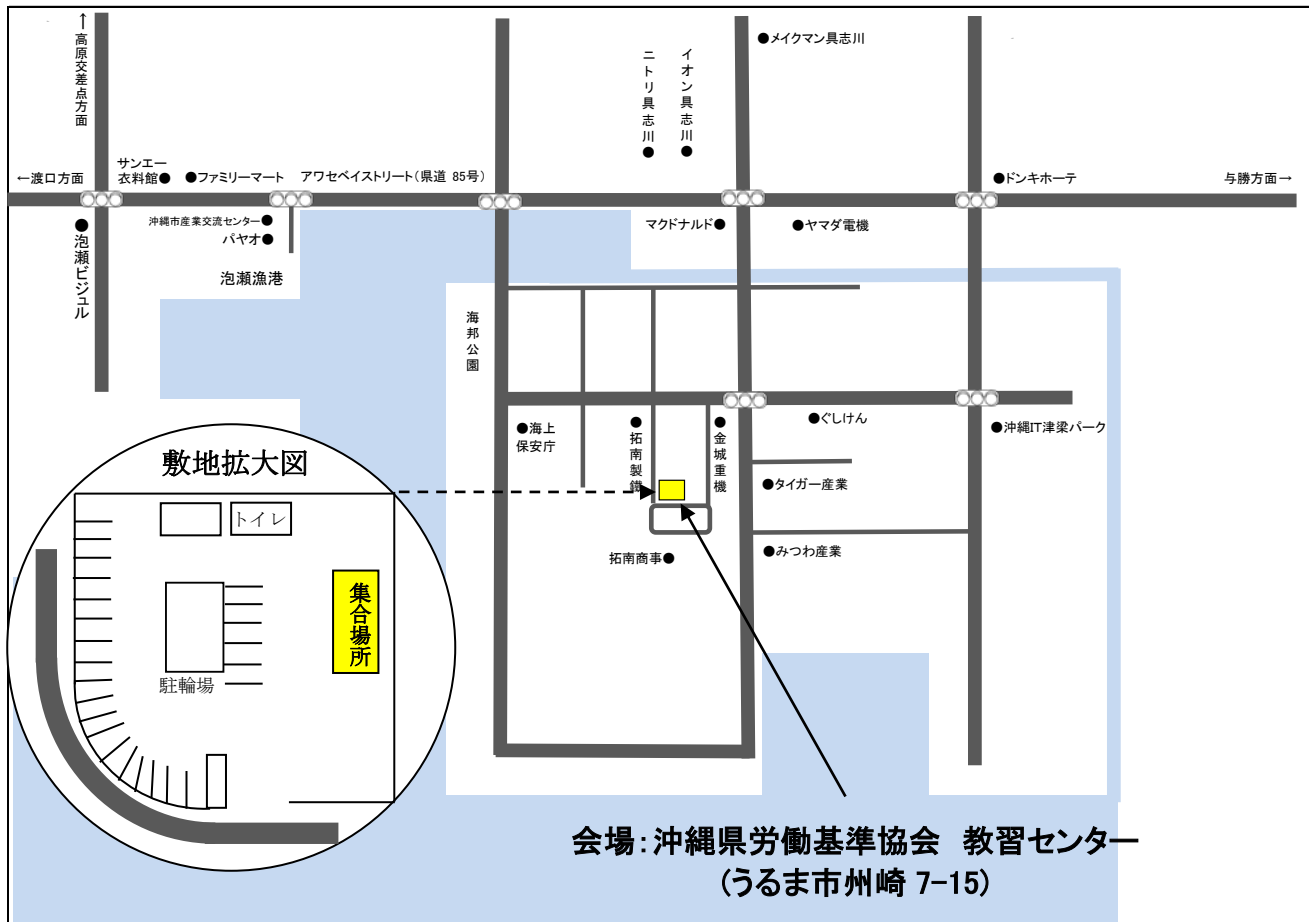 ↑高原交差点方面
●メイクマン具志川
ニトリ具志川●
イオン具志川●
←渡口方面
サンエー
衣料館●
●ファミリーマート
アワセベイストリート（県道 85号）
●ドンキホーテ
与勝方面→
沖縄市産業交流センター●
パヤオ●
泡瀬漁港
●泡瀬ビジュル
マクドナルド●
●ヤマダ電機
海邦公園
●海上
保安庁
●拓南製鐵
●金城重機
●ぐしけん
●沖縄IT津梁パーク
●タイガー産業
●みつわ産業
拓南商事●
敷地拡大図
トイレ
集合場所
駐輪場
会場：沖縄県労働基準協会　教習センター
（うるま市州崎 7-15）